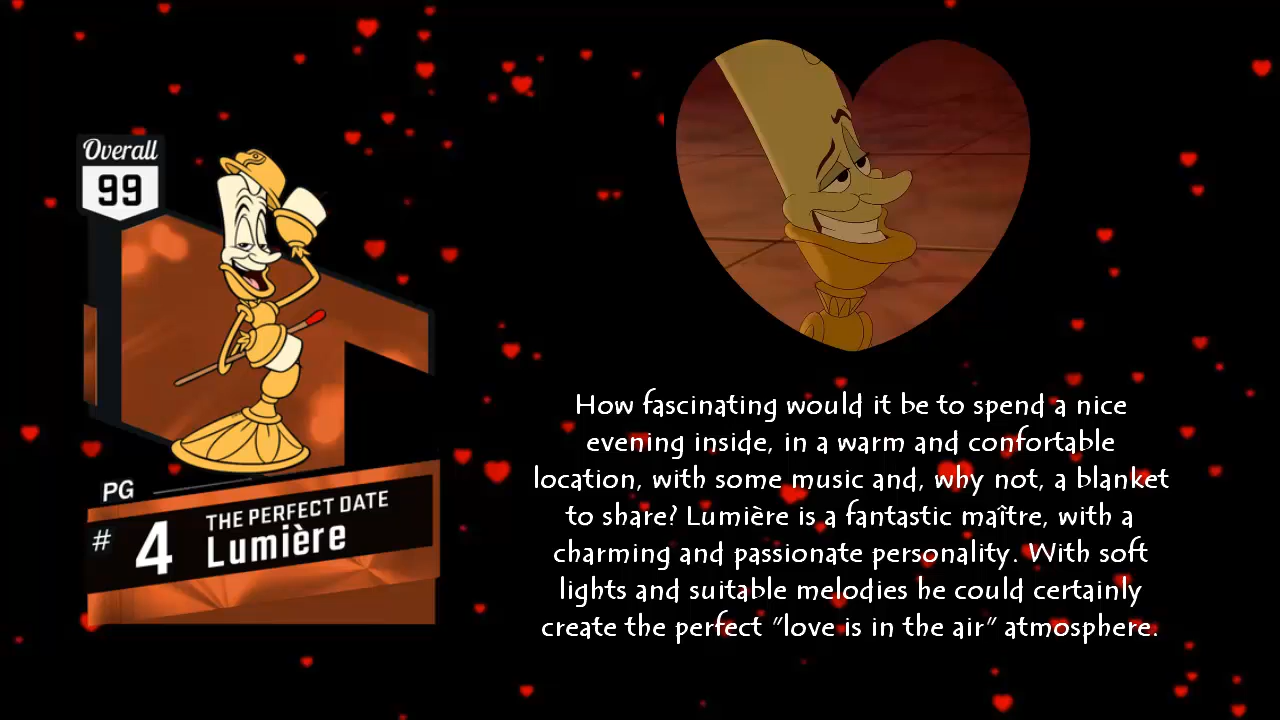 Overall
99
PG
# 4
THE PERFECT DATE
Lumière
How fascinating would it be to spend a nice
evening inside, in a warm and confortable
location, with some music and, why not, a blanket
to share? Lumière is a fantastic maître, with a
charming and passionate personality. With soft
lights and suitable melodies he could certainly
create the perfect "love is in the air" atmosphere.